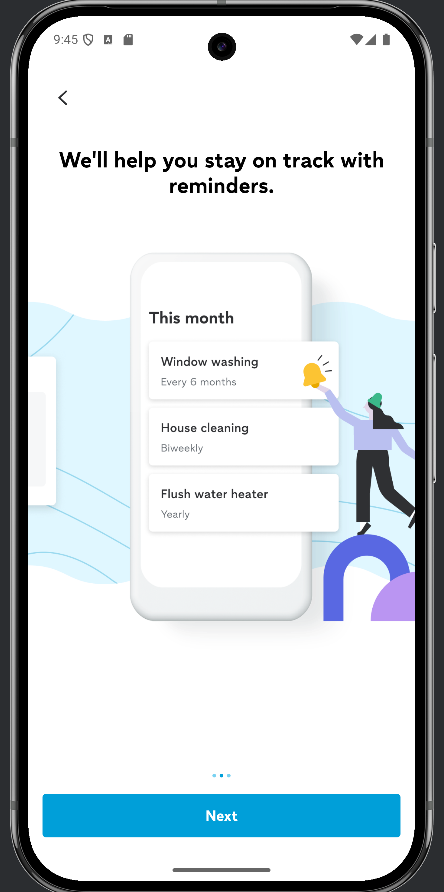 9:45
We'll help you stay on track with
reminders.
This month
Window washing
Every 6 months
House cleaning
Biweekly
Flush water heater
Yearly
Next